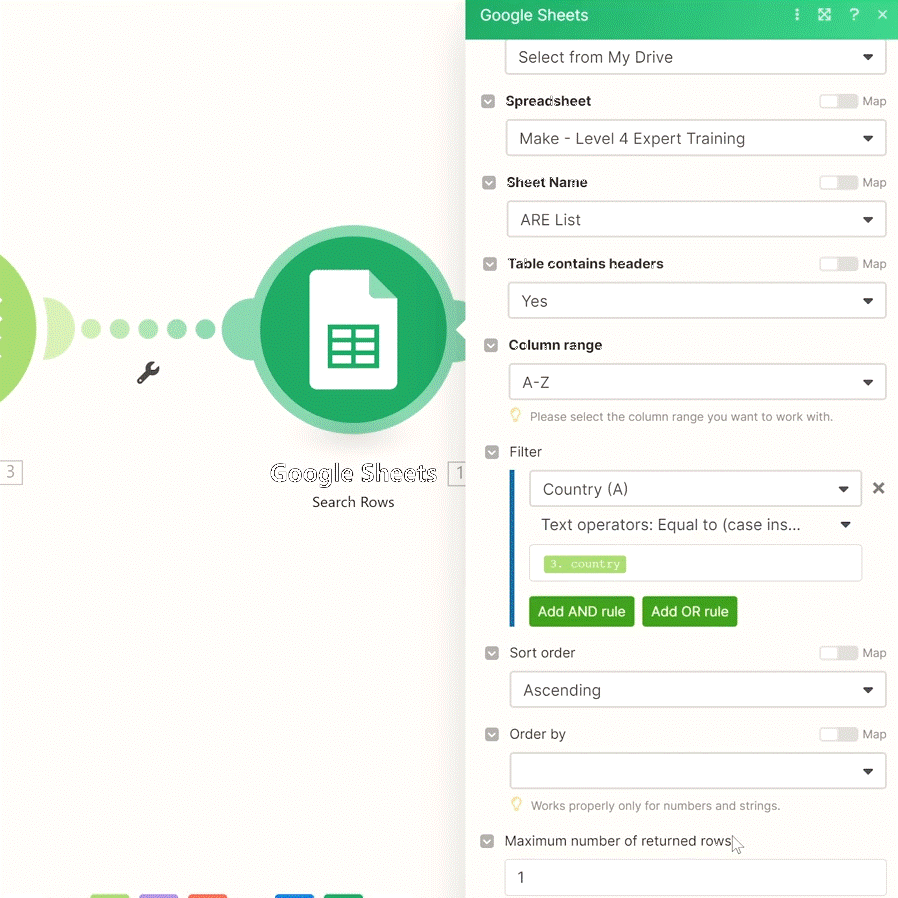 Google Sheets
Select from My Drive
Spreadsheet
Map
Make - Level 4 Expert Training
Sheet Name
Map
ARE List
Table contains headers
Map
Yes
Column range
A-Z
Please select the column range you want to work with.
Filter
Country (A)
Text operators: Equal to (case ins...
3. country
Add AND rule
Add OR rule
Sort order
Map
Ascending
Order by
Map
Works properly only for numbers and strings.
Maximum number of returned rows
1
3
Google Sheets
1
Search Rows